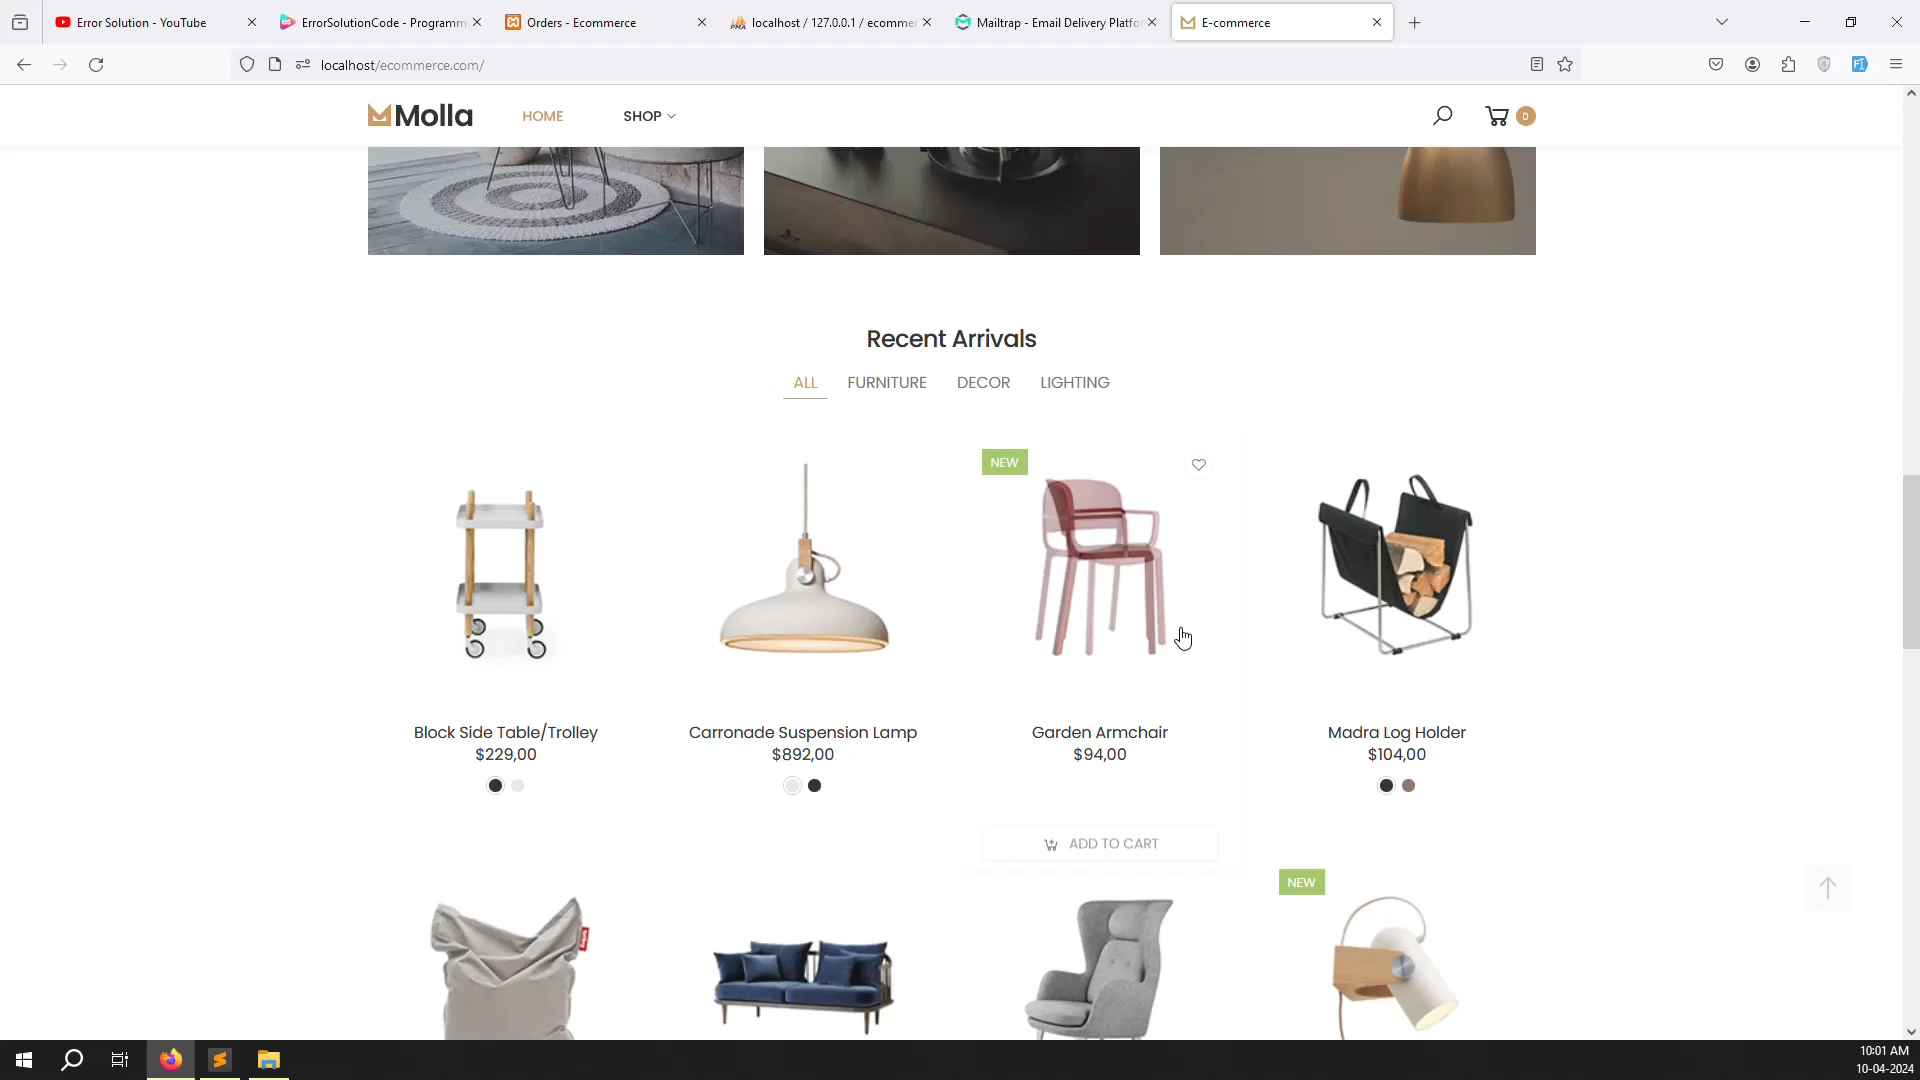 Error Solution - YouTube
ErrorSolutionCode - Programm
Orders - Ecommerce
localhost / 127.0.0.1 / ecomme
Mailtrap - Email Delivery Platfo
E-commerce
localhost/ecommerce.com/
Molla
HOME
SHOP
0
Recent Arrivals
ALL
FURNITURE
DECOR
LIGHTING
NEW
Block Side Table/Trolley
$229,00
Carronade Suspension Lamp
$892,00
Garden Armchair
$94,00
Madra Log Holder
$104,00
ADD TO CART
NEW
10:01 AM
10-04-2024